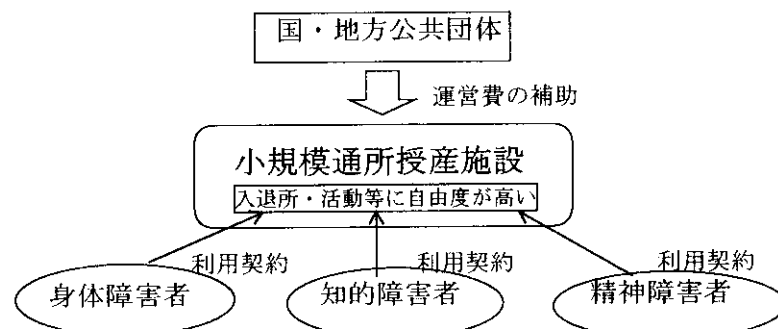 国・地方公共団体
運営費の補助
小規模通所授産施設
入退所・活動等に自由度が高い
利用契約
利用契約
利用契約
身体障害者
知的障害者
精神障害者